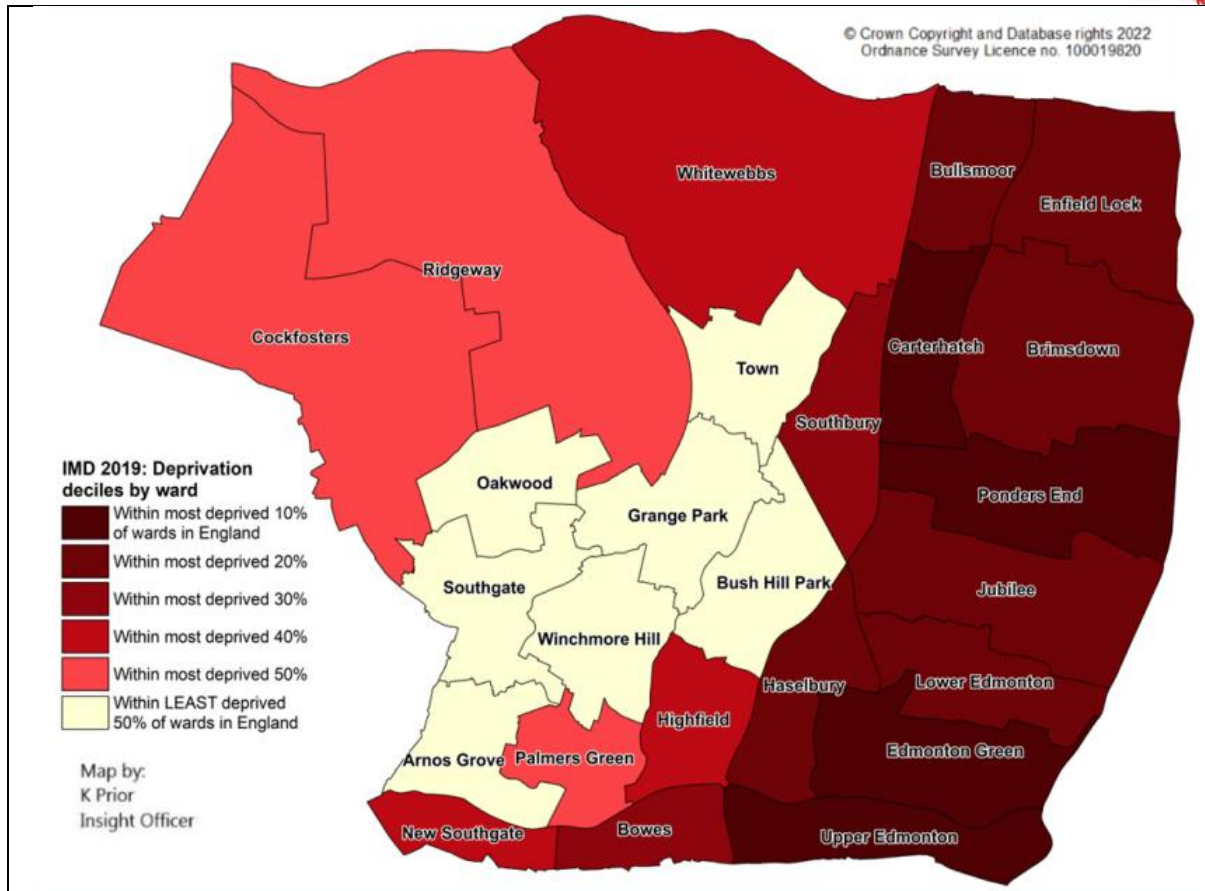 © Crown Copyright and Database rights 2022
Ordnance Survey Licence no. 100019820
Whitewebbs
Bullsmoor
Enfield Lock
Ridgeway
Cockfosters
Carterhatch
Brimsdown
Town
Southbury
Oakwood
Ponders End
Grange Park
Southgate
Bush Hill Park
Jubilee
Winchmore Hill
Haselbury
Lower Edmonton
Highfield
Arnos Grove
Palmers Green
Edmonton Green
New Southgate
Bowes
Upper Edmonton
IMD 2019: Deprivation
deciles by ward
Within most deprived 10%
of wards in England
Within most deprived 20%
Within most deprived 30%
Within most deprived 40%
Within most deprived 50%
Within LEAST deprived
50% of wards in England
Map by:
K Prior
Insight Officer